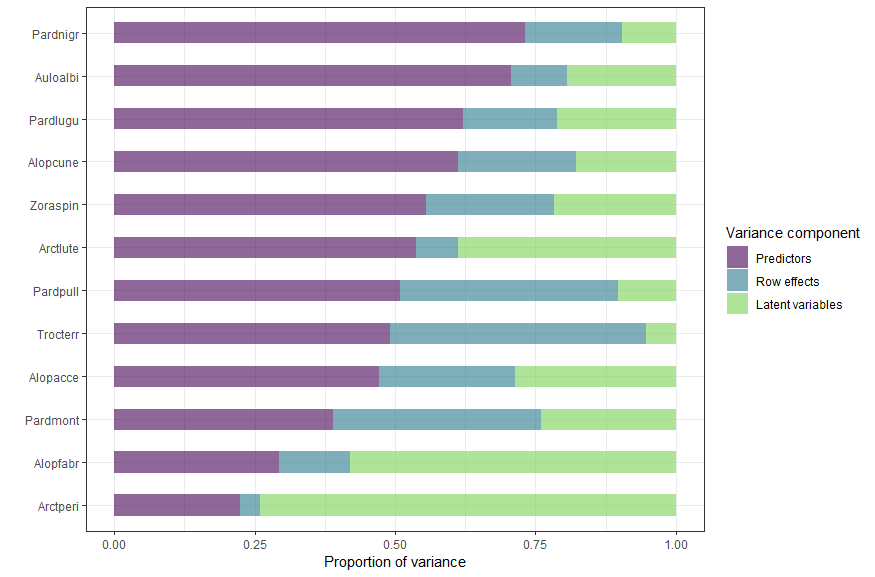 Pardnigr
Auloalbi
Pardlugu
Alopcune
Zoraspin
Arctlute
Pardpull
Trocterr
Alopacce
Pardmont
Alopfabr
Arctperi
0.00 0.25 0.50 0.75 1.00
Proportion of variance
Variance component
Predictors
Row effects
Latent variables